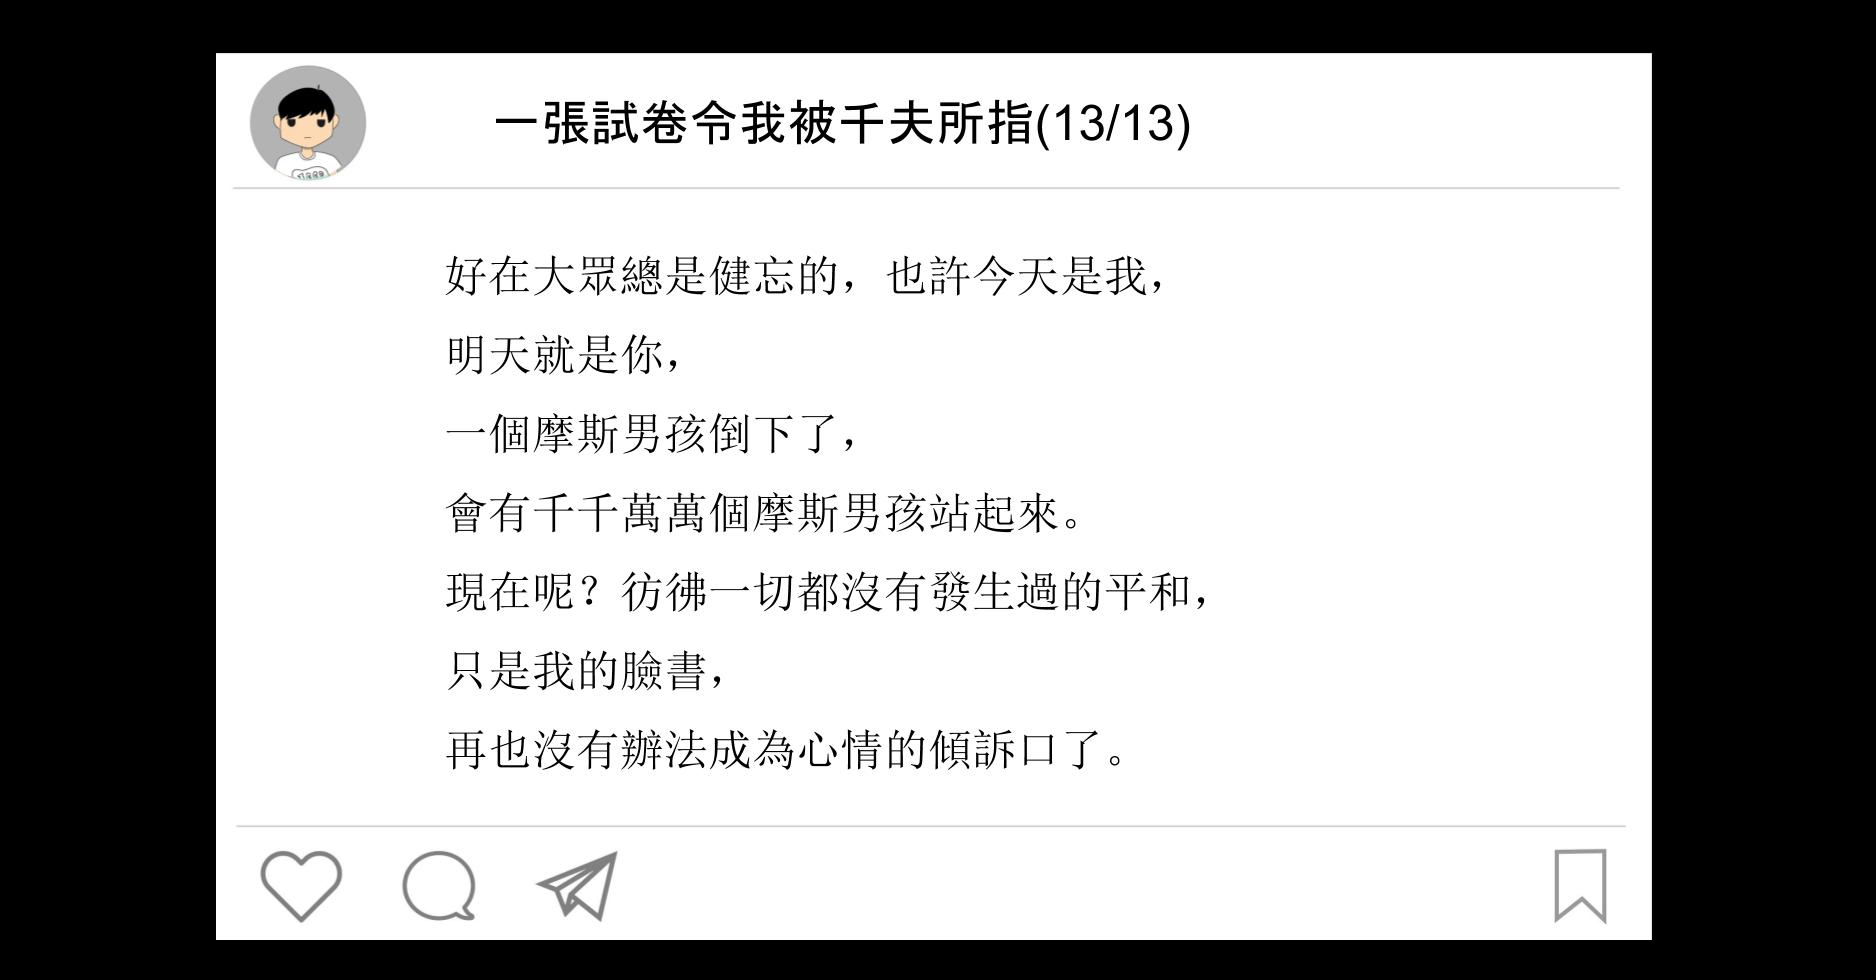 一張試卷令我被千夫所指(13/13)
好在大眾總是健忘的，也許今天是我，
明天就是你，
一個摩斯男孩倒下了，
會有千千萬萬個摩斯男孩站起來。
現在呢？彷彿一切都沒有發生過的平和，
只是我的臉書，
再也沒有辦法成為心情的傾訴口了。